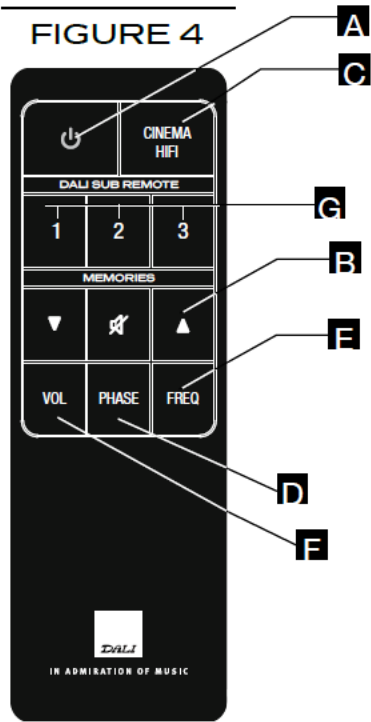 FIGURE 4
A
C
CINEMA
HIFI
DALI SUB REMOTE
G
1 2 3
MEMORIES
B
E
VOL PHASE FREQ
D
F
DALI
IN ADMIRATION OF MUSIC